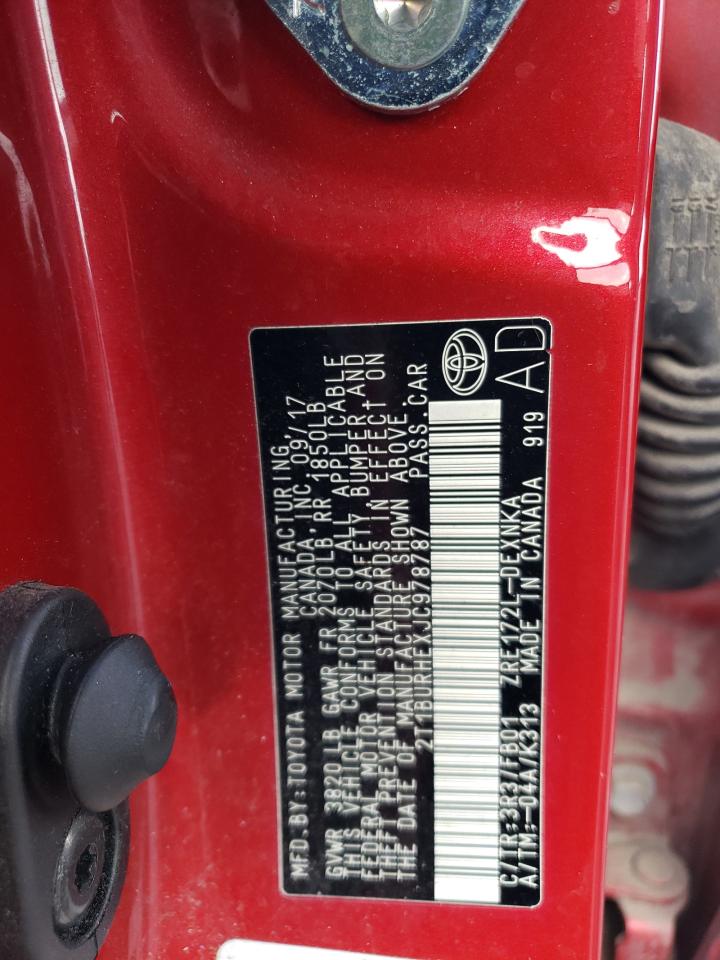 MFD.BY:TOYOTA MOTOR MANUFACTURING,
CANADA, INC. 09/17
GVWR 3820LB GAWR FR 2070LB RR 1850LB
THIS VEHICLE CONFORMS TO ALL APPLICABLE
FEDERAL MOTOR VEHICLE SAFETY, BUMPER AND
THEFT PREVENTION STANDARDS IN EFFECT ON
THE DATE OF MANUFACTURE SHOWN ABOVE.
2T1BURHEXJC978787 PASS.CAR
C/TR:3R3/FB01 ZRE172L-DEXNKA
A/TM:-04A/K313 MADE IN CANADA 919
AD